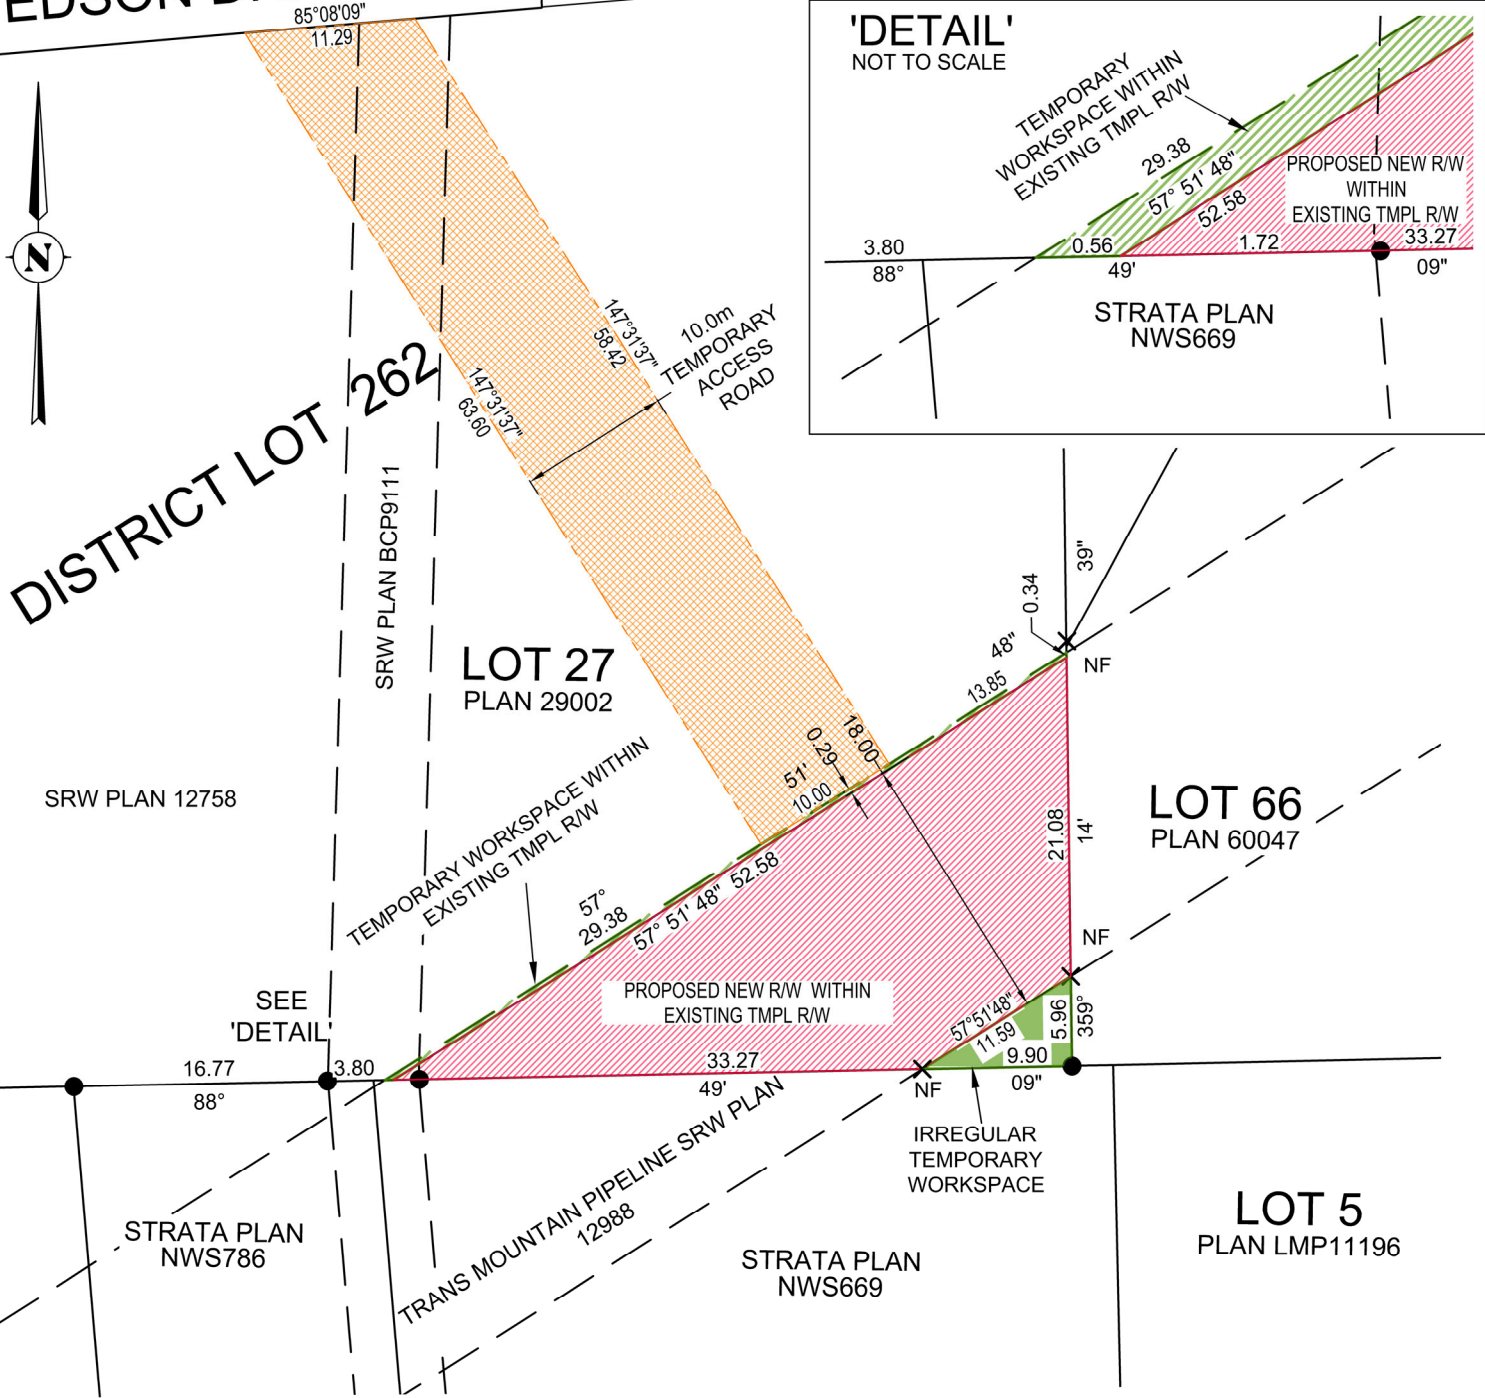 EDSON
85°08'09"
11.29
N
'DETAIL'
NOT TO SCALE
TEMPORARY
WORKSPACE WITHIN
EXISTING TMPL R/W
29.38
57° 51' 48"
52.58
PROPOSED NEW R/W
WITHIN
EXISTING TMPL R/W
3.80
0.56
1.72
33.27
88°
49'
09"
STRATA PLAN
NWS669
147°31'37"
58.42
10.0m
TEMPORARY
ACCESS
ROAD
147°31'37"
63.60
DISTRICT LOT 262
SRW PLAN BCP9111
LOT 27
PLAN 29002
SRW PLAN 12758
39"
0.34
48"
NF
13.85
18.00
0.29
51'
10.00
TEMPORARY WORKSPACE WITHIN
EXISTING TMPL R/W
57°
29.38
57° 51' 48" 52.58
21.08
14'
LOT 66
PLAN 60047
NF
PROPOSED NEW R/W WITHIN
EXISTING TMPL R/W
57°51'48"
11.59
5.96
359°
9.90
SEE
'DETAIL'
16.77
3.80
33.27
88°
49'
NF
09"
IRREGULAR
TEMPORARY
WORKSPACE
TRANS MOUNTAIN PIPELINE SRW PLAN
12988
STRATA PLAN
NWS786
STRATA PLAN
NWS669
LOT 5
PLAN LMP11196